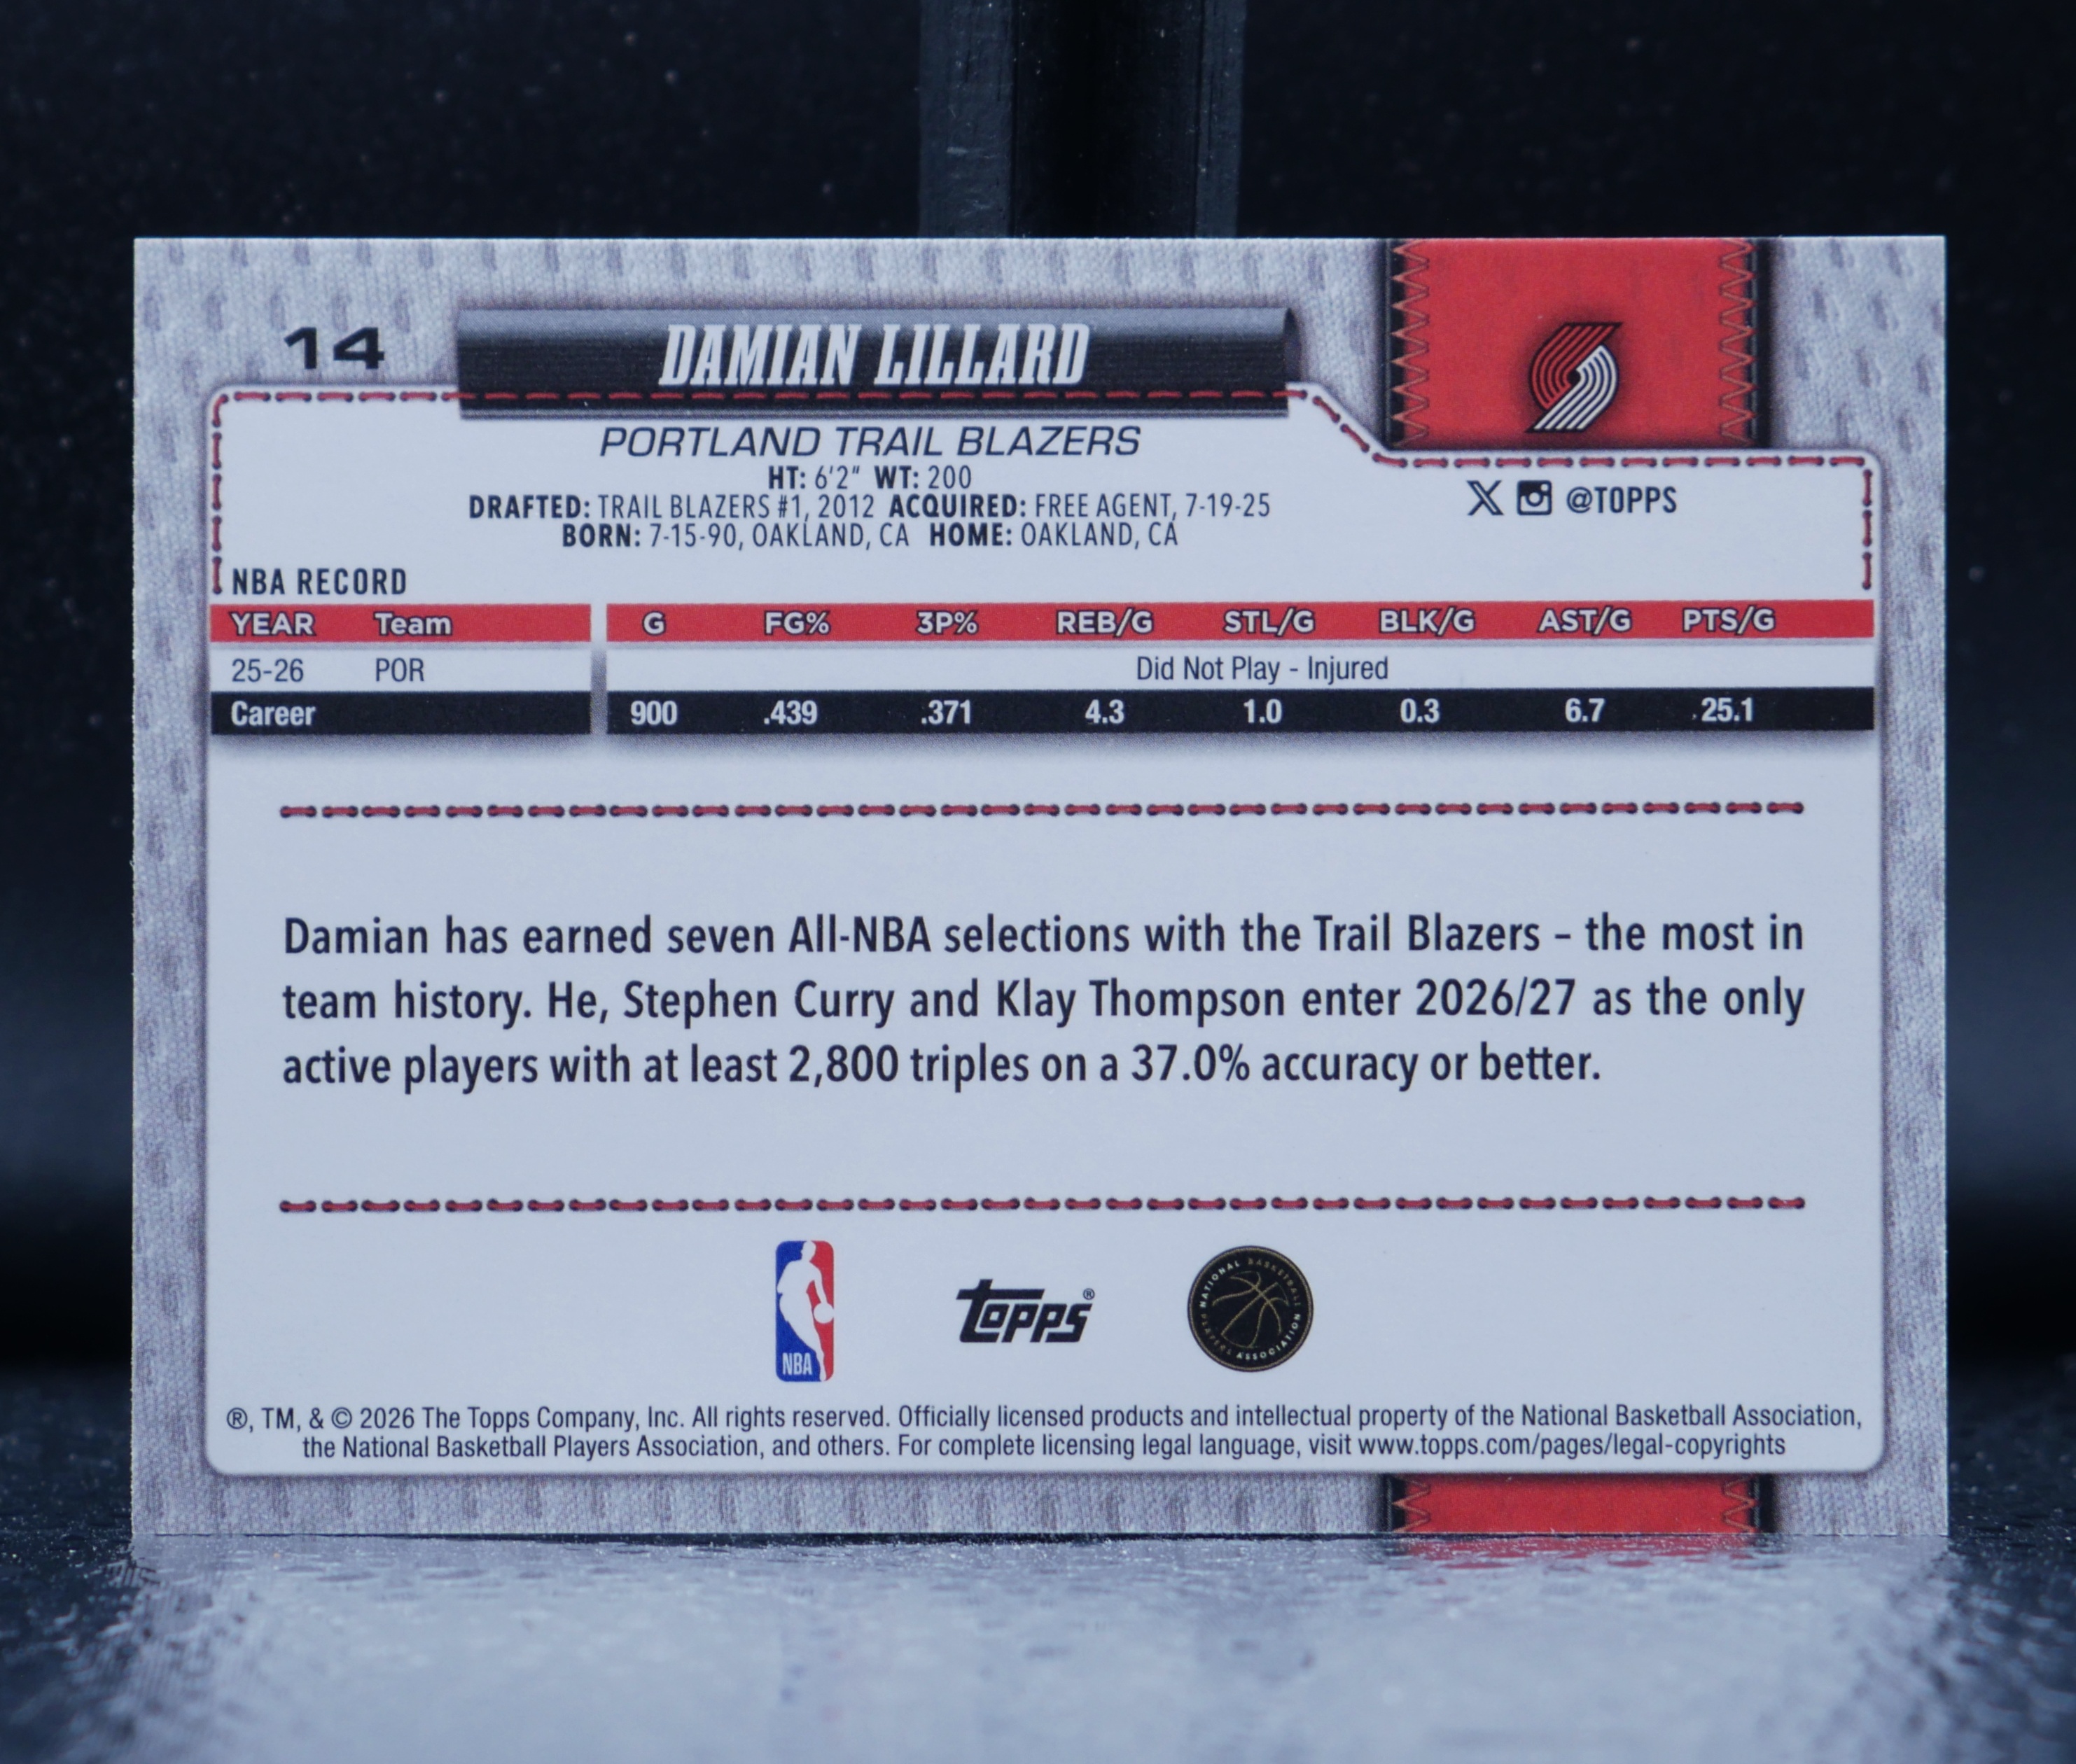 14
DAMIAN LILLARD
PORTLAND TRAIL BLAZERS
HT: 6'2" WT: 200
DRAFTED: TRAIL BLAZERS #1, 2012 ACQUIRED: FREE AGENT, 7-19-25
BORN: 7-15-90, OAKLAND, CA HOME: OAKLAND, CA
@TOPPS
NBA RECORD
YEAR Team G FG% 3P% REB/G STL/G BLK/G AST/G PTS/G
25-26 POR Did Not Play - Injured
Career 900 .439 .371 4.3 1.0 0.3 6.7 25.1
Damian has earned seven All-NBA selections with the Trail Blazers – the most in
team history. He, Stephen Curry and Klay Thompson enter 2026/27 as the only
active players with at least 2,800 triples on a 37.0% accuracy or better.
NBA
topps®
NATIONAL BASKETBALL PLAYERS ASSOCIATION
®, TM, & © 2026 The Topps Company, Inc. All rights reserved. Officially licensed products and intellectual property of the National Basketball Association,
the National Basketball Players Association, and others. For complete licensing legal language, visit www.topps.com/pages/legal-copyrights